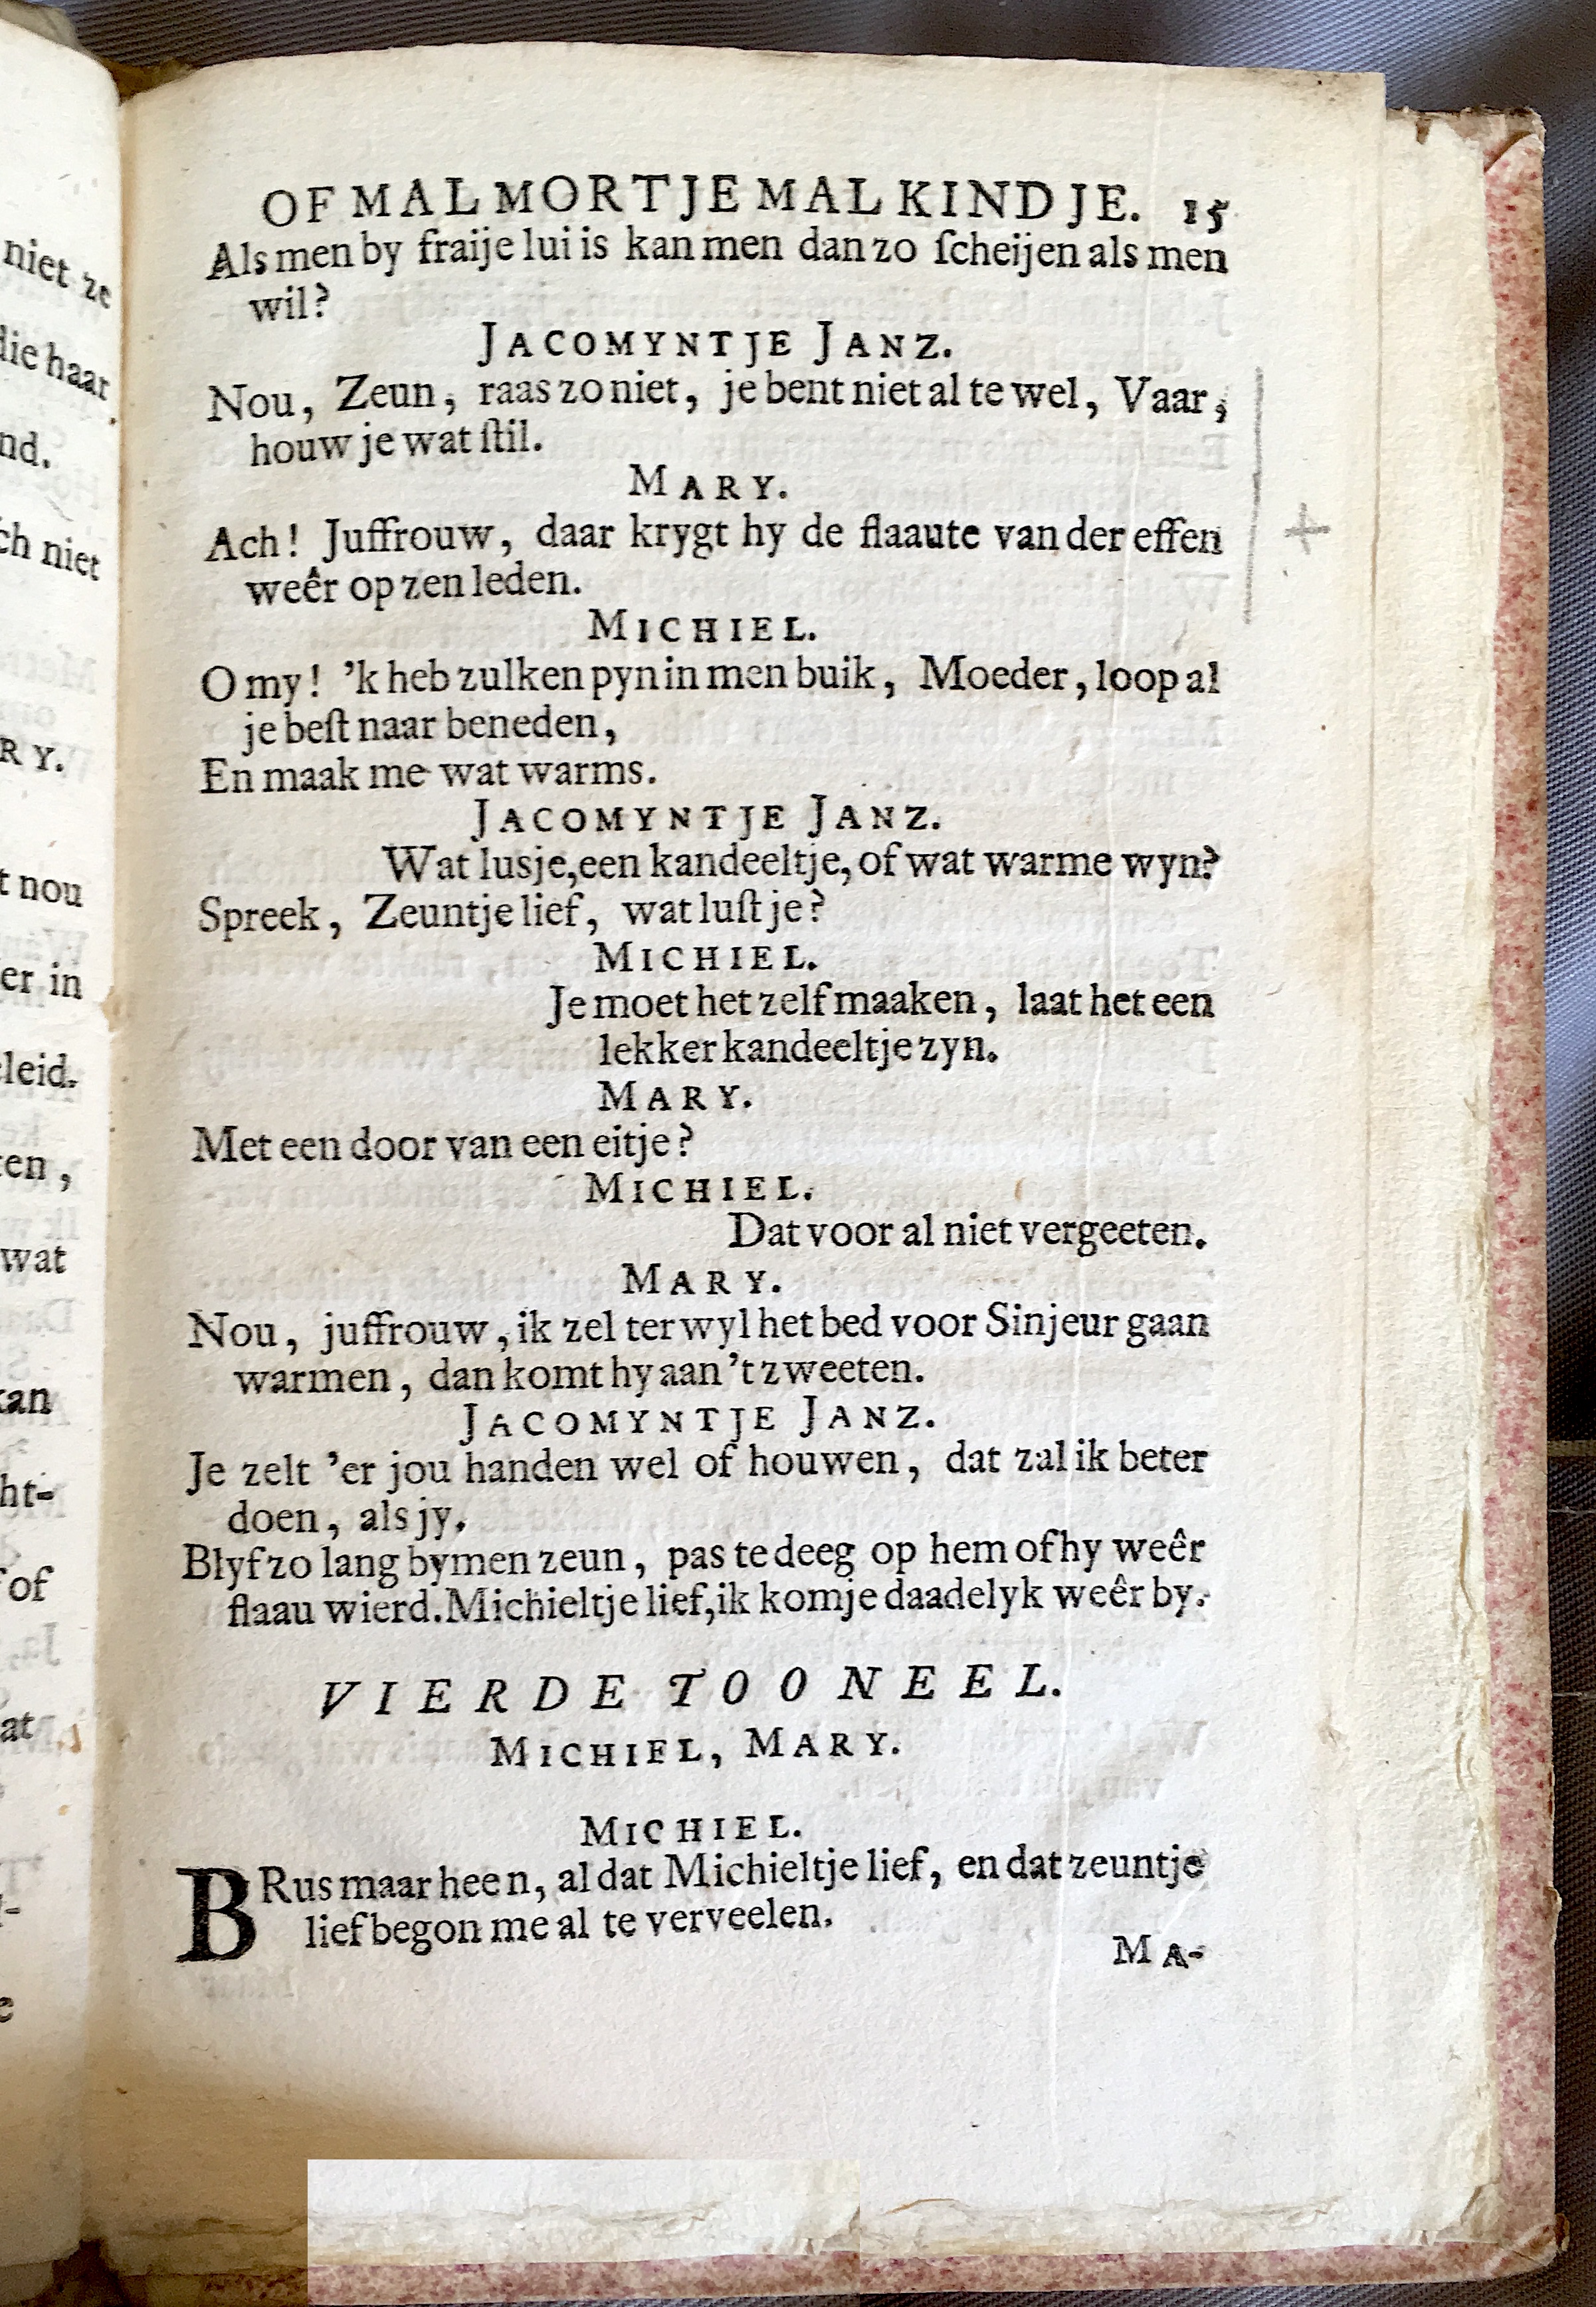 OF MAL MORTJE MAL KINDJE. 15
Als men by fraije lui is kan men dan zo ſcheijen als men
wil?
JACOMYNTJE JANZ.
Nou, Zeun, raas zo niet, je bent niet al te wel, Vaar,
houw je wat ſtil.
MARY.
Ach! Juffrouw, daar krygt hy de flaaute van der effen
weêr op zen leden.
MICHIEL.
O my! 'k heb zulken pyn in men buik, Moeder, loop al
je beſt naar beneden,
En maak me wat warms.
JACOMYNTJE JANZ.
Wat lusje, een kandeeltje, of wat warme wyn?
Spreek, Zeuntje lief, wat luſt je?
MICHIEL.
Je moet het zelf maaken, laat het een
lekker kandeeltje zyn.
MARY.
Met een door van een eitje?
MICHIEL.
Dat voor al niet vergeeten.
MARY.
Nou, juffrouw, ik zel terwyl het bed voor Sinjeur gaan
warmen, dan komt hy aan 't zweeten.
JACOMYNTJE JANZ.
Je zelt 'er jou handen wel of houwen, dat zal ik beter
doen, als jy.
Blyf zo lang by men zeun, pas te deeg op hem of hy weêr
flaau wierd. Michieltje lief, ik kom je daadelyk weêr by.
VIERDE TOONEEL.
MICHIEL, MARY.
MICHIEL.
BRus maar heen, al dat Michieltje lief, en dat zeuntje
lief begon me al te verveelen.
MA-